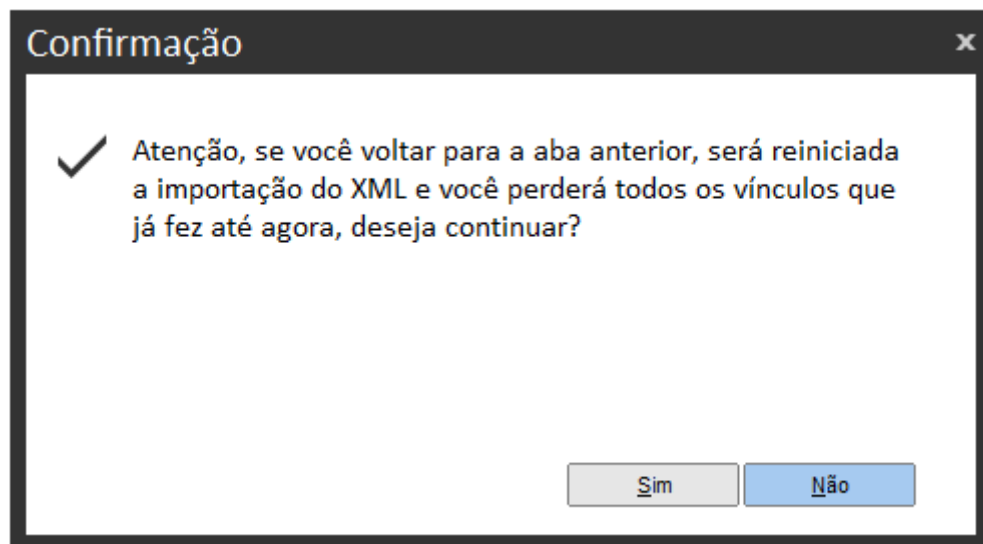 Confirmação x
Atenção, se você voltar para a aba anterior, será reiniciada
a importação do XML e você perderá todos os vínculos que
já fez até agora, deseja continuar?
Sim Não